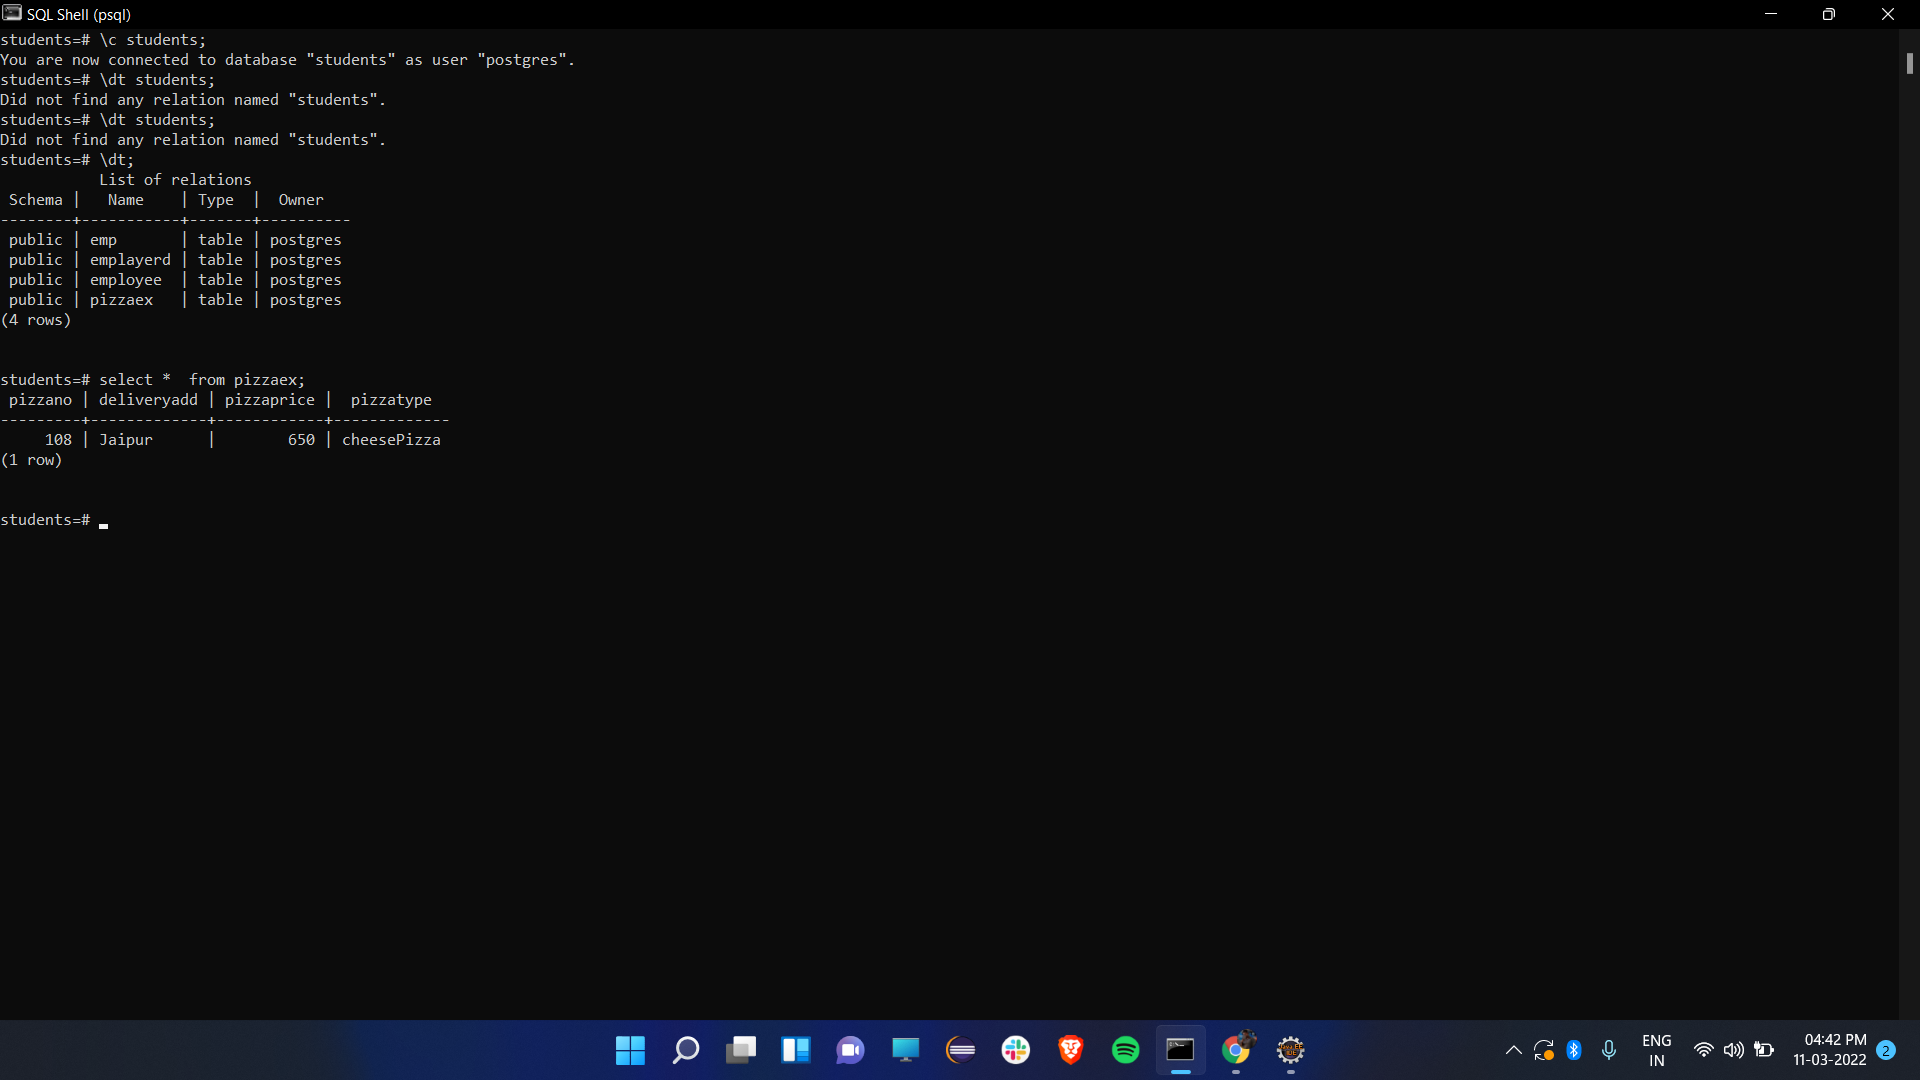 SQL Shell (psql)
students=# \c students;
You are now connected to database "students" as user "postgres".
students=# \dt students;
Did not find any relation named "students".
students=# \dt students;
Did not find any relation named "students".
students=# \dt;
           List of relations
 Schema |   Name    | Type  |  Owner
--------+-----------+-------+----------
 public | emp       | table | postgres
 public | emplayerd | table | postgres
 public | employee  | table | postgres
 public | pizzaex   | table | postgres
(4 rows)
students=# select *  from pizzaex;
 pizzano | deliveryadd | pizzaprice |  pizzatype
---------+-------------+------------+-------------
     108 | Jaipur      |        650 | cheesePizza
(1 row)
students=#
ENG
IN
04:42 PM
11-03-2022
2